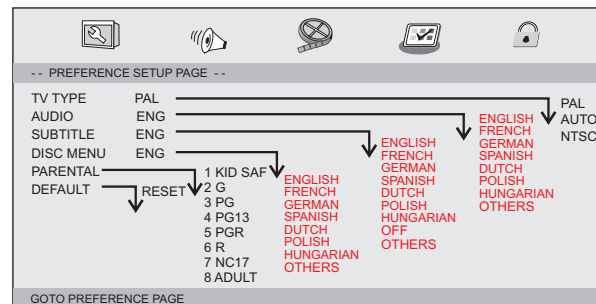 - - PREFERENCE SETUP PAGE - -
TV TYPE PAL
AUDIO ENG
SUBTITLE ENG
DISC MENU ENG
PARENTAL
DEFAULT RESET
1 KID SAF
2 G
3 PG
4 PG13
5 PGR
6 R
7 NC17
8 ADULT
ENGLISH
FRENCH
GERMAN
SPANISH
DUTCH
POLISH
HUNGARIAN
OTHERS
ENGLISH
FRENCH
GERMAN
SPANISH
DUTCH
POLISH
HUNGARIAN
OFF
OTHERS
ENGLISH
FRENCH
GERMAN
SPANISH
DUTCH
POLISH
HUNGARIAN
OTHERS
PAL
AUTO
NTSC
GOTO PREFERENCE PAGE